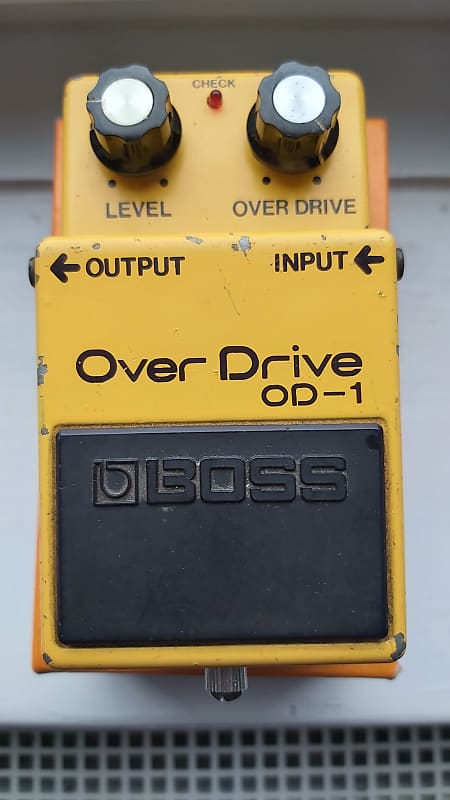 CHECK
LEVEL OVER DRIVE
OUTPUT INPUT
Over Drive
OD-1
BOSS